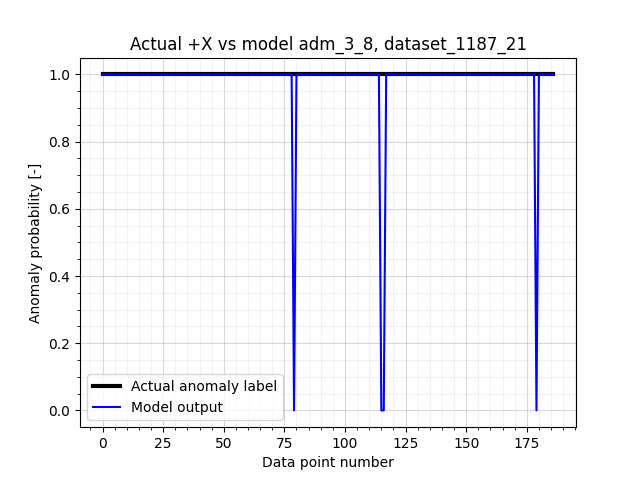 Actual +X vs model adm_3_8, dataset_1187_21
1.0
0.8
0.6
0.4
0.2
0.0
Anomaly probability [-]
Actual anomaly label
Model output
0 25 50 75 100 125 150 175
Data point number